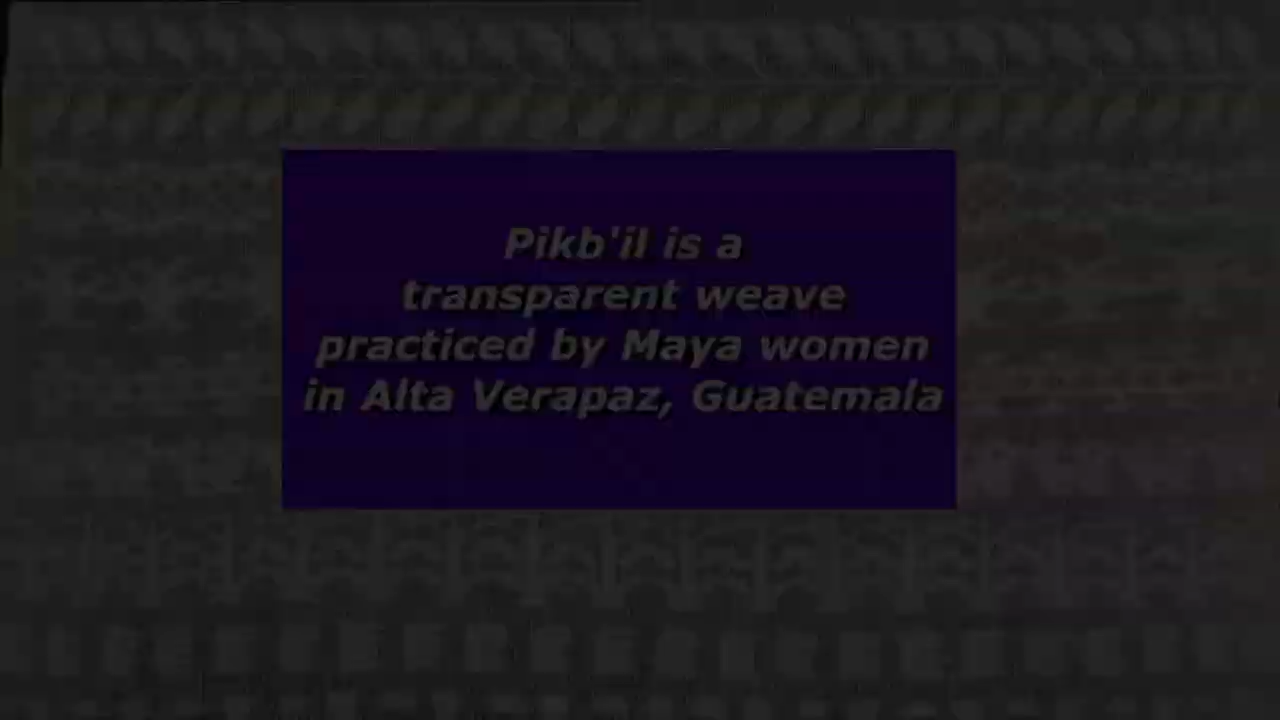 Pikb'il is a
transparent weave
practiced by Maya women
in Alta Verapaz, Guatemala